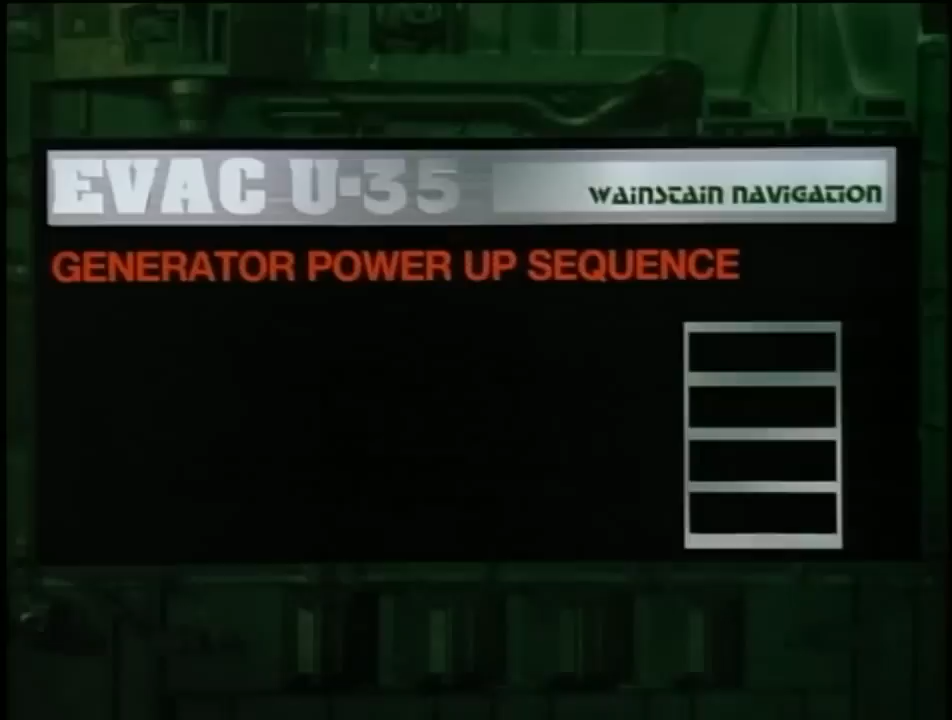 EVAC U-35
WAINSTAIN NAVIGATION
GENERATOR POWER UP SEQUENCE